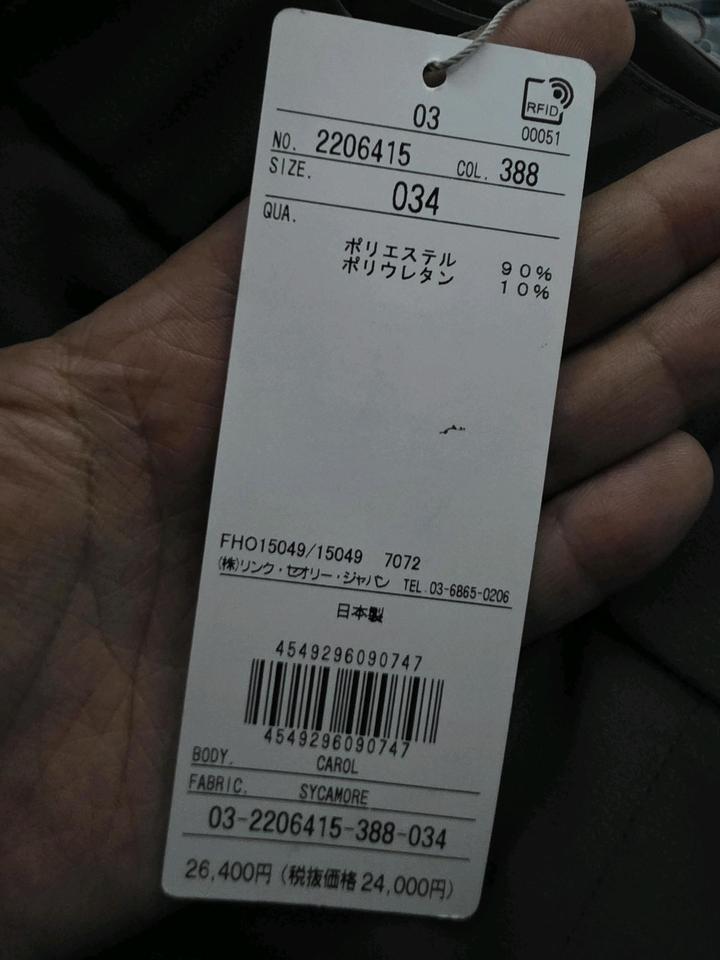 RFID
03
00051
NO. 2206415 COL. 388
SIZE. 034
QUA.
ポリエステル 90%
ポリウレタン 10%
FHO15049/15049 7072
(株)リンク・セオリー・ジャパン TEL.03-6865-0206
日本製
4549296090747
4549296090747
BODY. CAROL
FABRIC. SYCAMORE
03-2206415-388-034
26,400円(税抜価格24,000円)